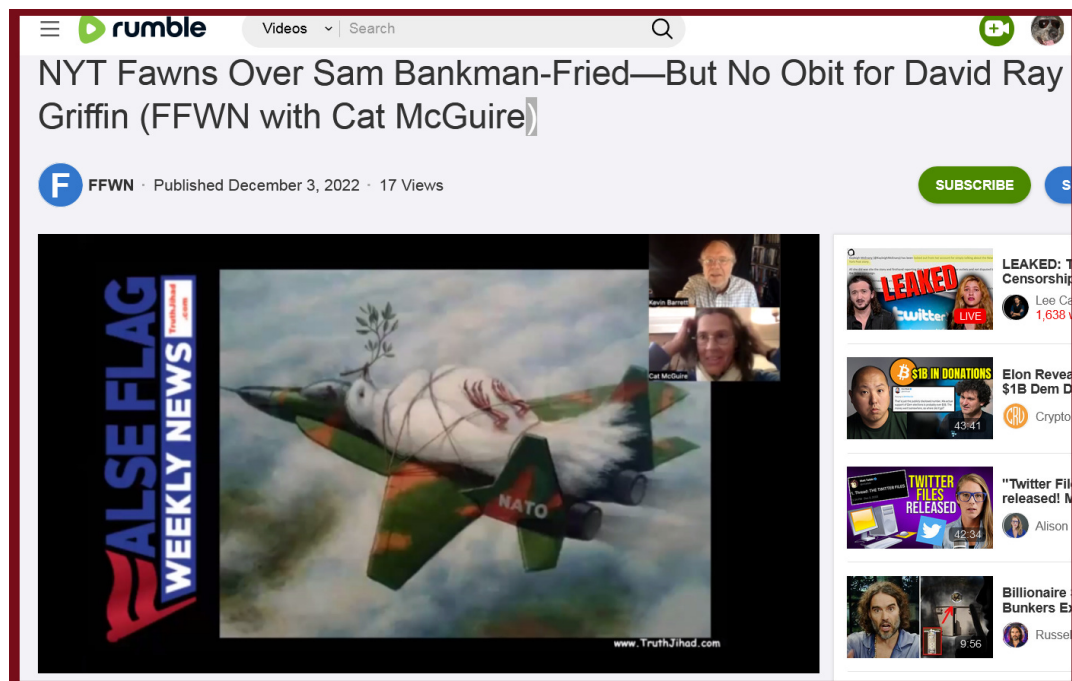 rumble
Videos
Search
NYT Fawns Over Sam Bankman-Fried—But No Obit for David Ray
Griffin (FFWN with Cat McGuire)
F
FFWN · Published December 3, 2022 · 17 Views
SUBSCRIBE
S
FALSE FLAG
WEEKLY NEWS
TruthJihad
.com
Kevin Barrett
Cat McGuire
NATO
www.TruthJihad.com
LEAKED
twitter
LIVE
LEAKED: T
Censorship
Lee Ca
1,638 w
$1B IN DONATIONS
43:41
Elon Revea
$1B Dem D
CRU
Crypto
TWITTER
FILES
RELEASED
42:34
"Twitter Fil
released! M
Alison
9:56
Billionaire
Bunkers Ex
Russel